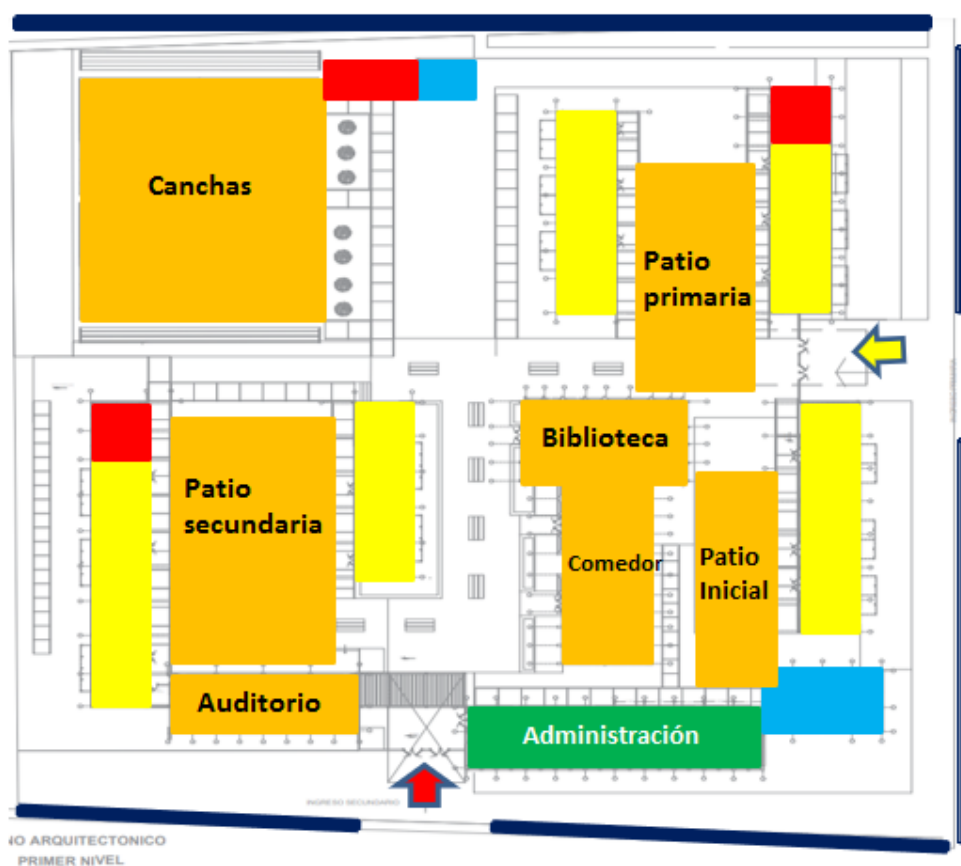 Canchas
Patio
primaria
Biblioteca
Patio
secundaria
Comedor
Patio
Inicial
Auditorio
Administración
INGRESO SECUNDARIO
NO ARQUITECTONICO
PRIMER NIVEL